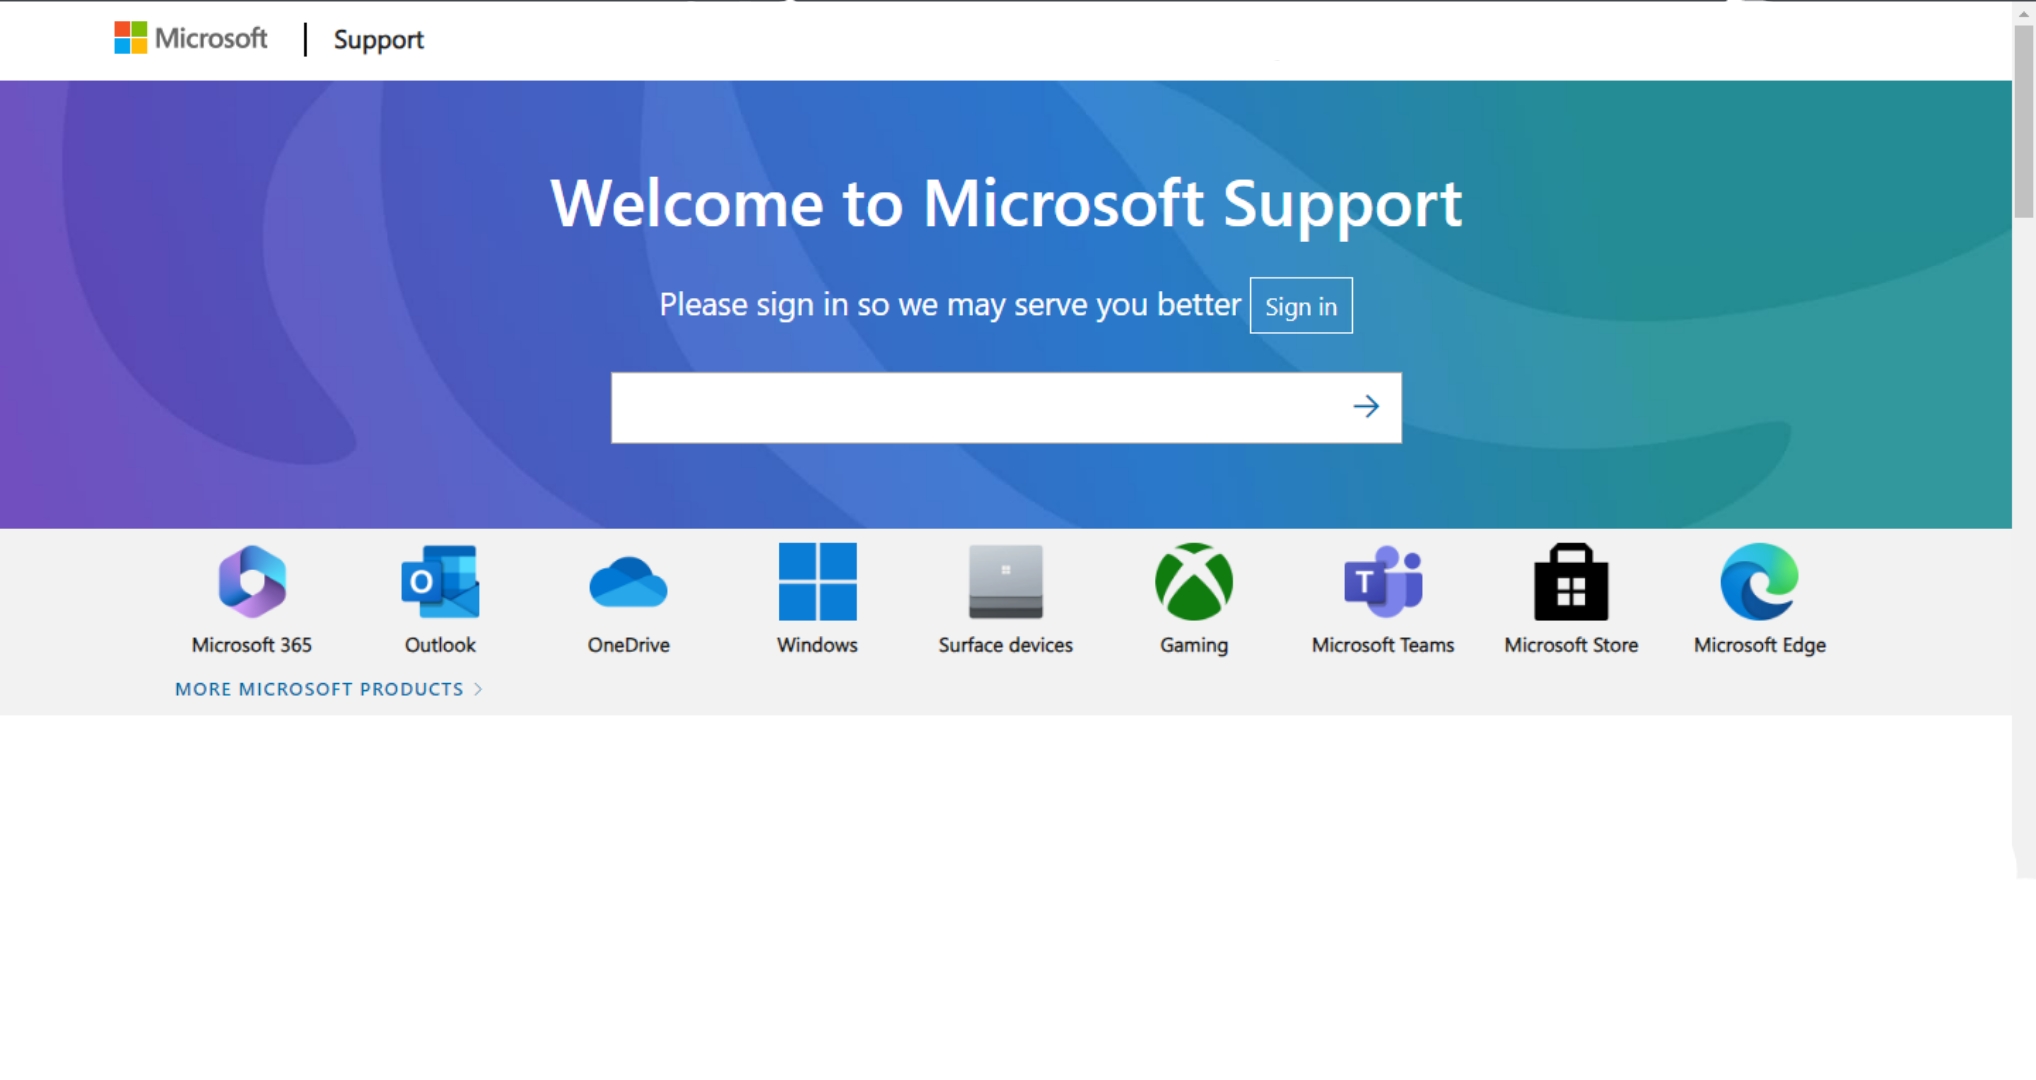 Microsoft | Support
Welcome to Microsoft Support
Please sign in so we may serve you better Sign in
Microsoft 365
Outlook
OneDrive
Windows
Surface devices
Gaming
Microsoft Teams
Microsoft Store
Microsoft Edge
MORE MICROSOFT PRODUCTS >